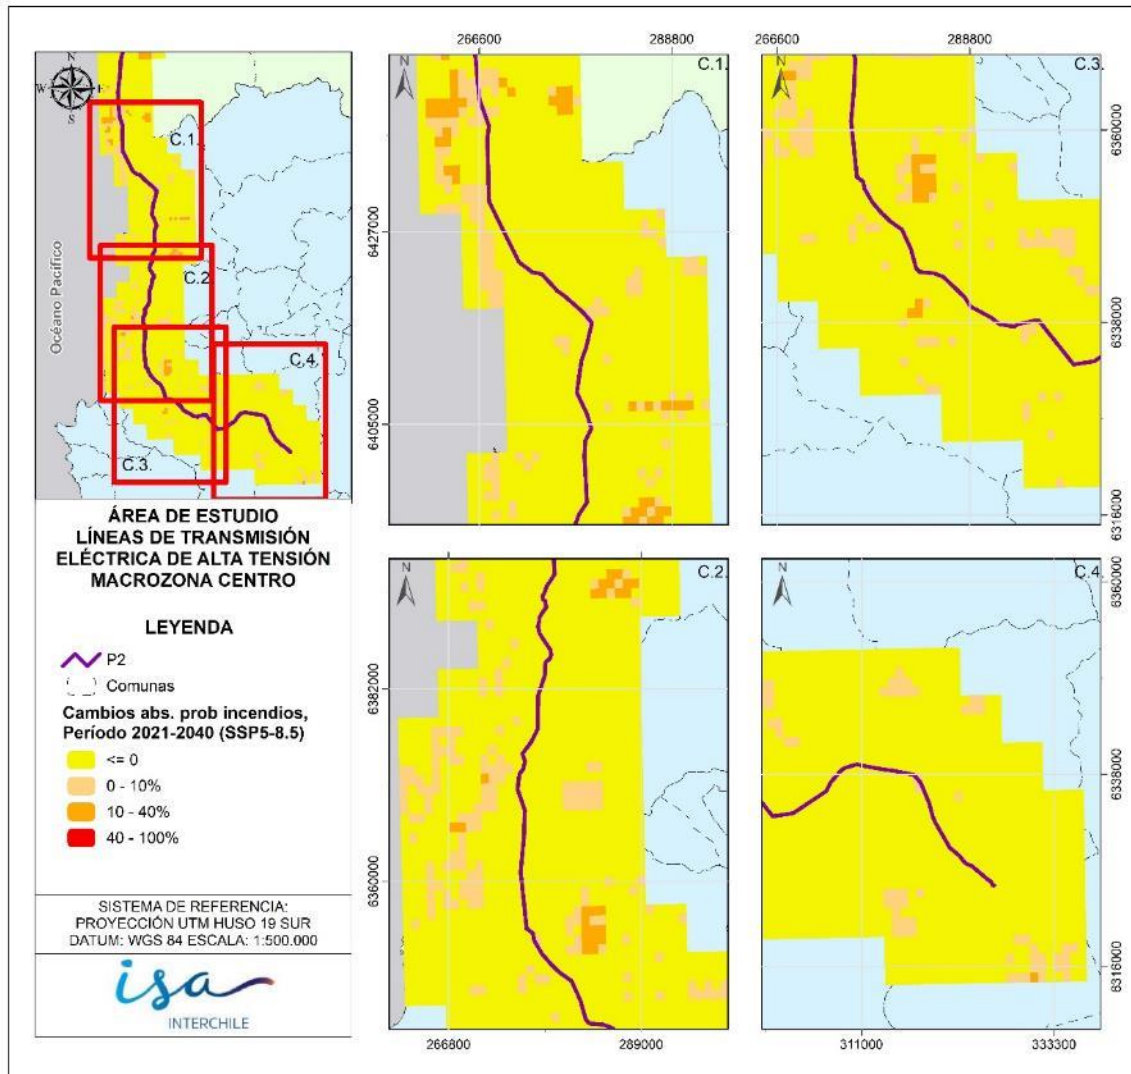 N
W
E
S
Océano Pacífico
C.1.
C.2
C.3.
C.4.
ÁREA DE ESTUDIO
LÍNEAS DE TRANSMISIÓN
ELÉCTRICA DE ALTA TENSIÓN
MACROZONA CENTRO
LEYENDA
P2
Comunas
Cambios abs. prob incendios,
Período 2021-2040 (SSP5-8.5)
<= 0
0 - 10%
10 - 40%
40 - 100%
SISTEMA DE REFERENCIA:
PROYECCIÓN UTM HUSO 19 SUR
DATUM: WGS 84 ESCALA: 1:500.000
isa
INTERCHILE
266600
288800
N
C.1.
6427000
6405000
266600
288800
N
C.3.
6360000
6338000
6316000
N
C.2.
6382000
6360000
266800
289000
N
C.4
6360000
6338000
6316000
311000
333300